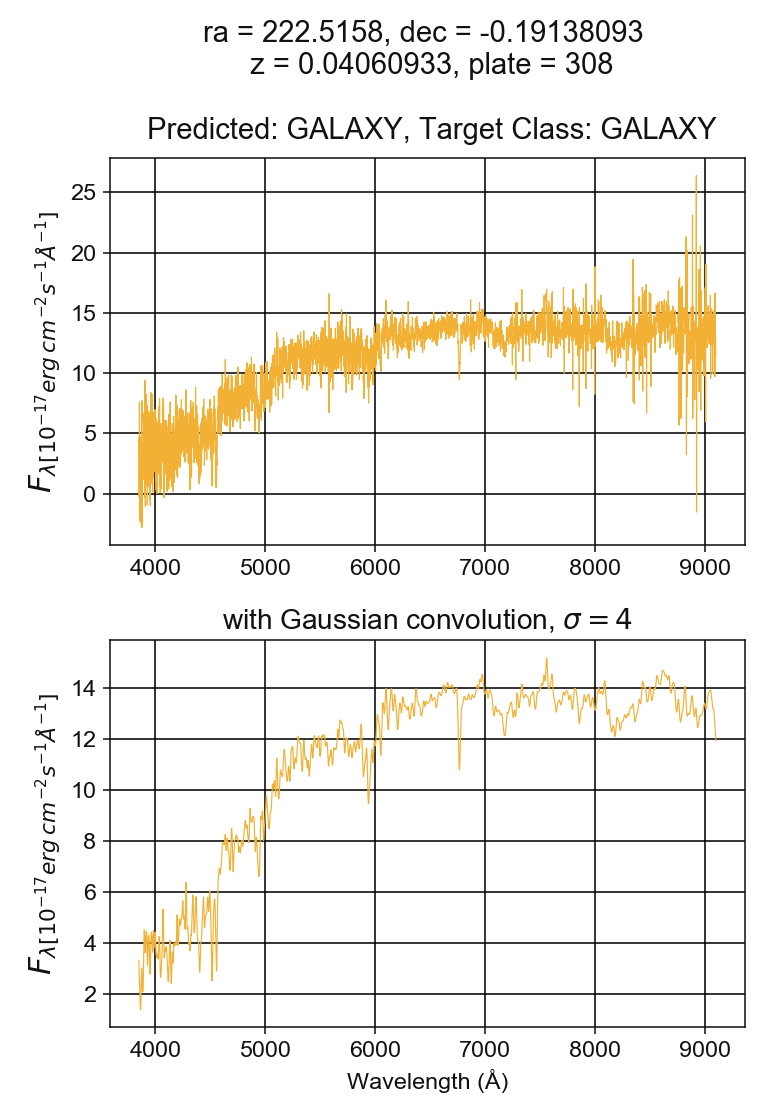 ra = 222.5158, dec = -0.19138093
z = 0.04060933, plate = 308
Predicted: GALAXY, Target Class: GALAXY
F_λ[10^{-17} erg cm^{-2} s^{-1} Å^{-1}]
25
20
15
10
5
0
4000 5000 6000 7000 8000 9000
with Gaussian convolution, σ = 4
F_λ[10^{-17} erg cm^{-2} s^{-1} Å^{-1}]
14
12
10
8
6
4
2
4000 5000 6000 7000 8000 9000
Wavelength (Å)